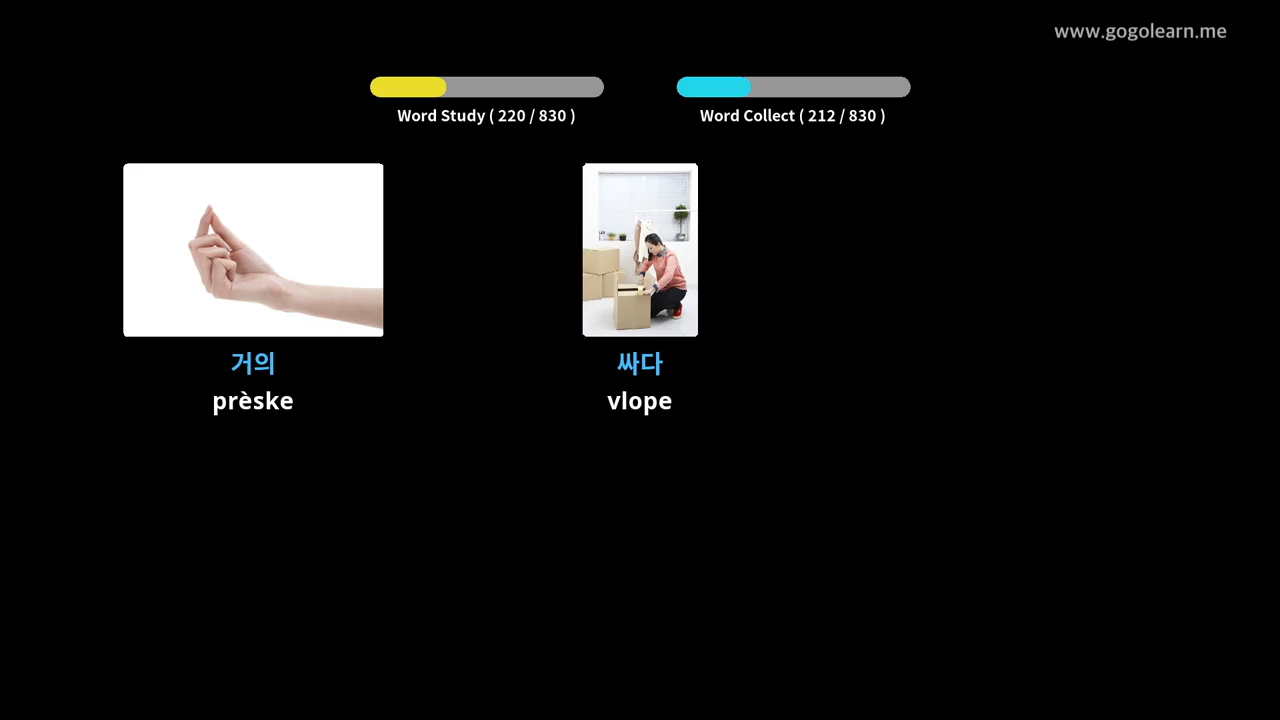 www.gogolearn.me
Word Study ( 220 / 830 )
Word Collect ( 212 / 830 )
거의
prèske
싸다
vlope